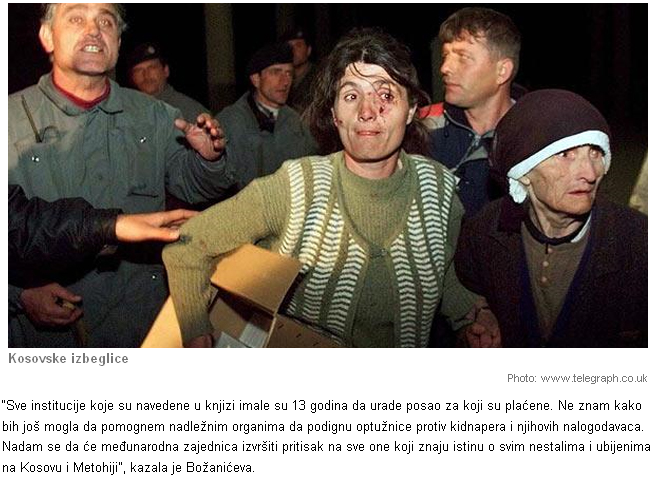 Kosovske izbeglice
Photo: www.telegraph.co.uk
"Sve institucije koje su navedene u knjizi imale su 13 godina da urade posao za koji su plaćene. Ne znam kako
bih još mogla da pomognem nadležnim organima da podignu optužnice protiv kidnapera i njihovih nalogodavaca.
Nadam se da će međunarodna zajednica izvršiti pritisak na sve one koji znaju istinu o svim nestalima i ubijenima
na Kosovu i Metohiji", kazala je Božanićeva.